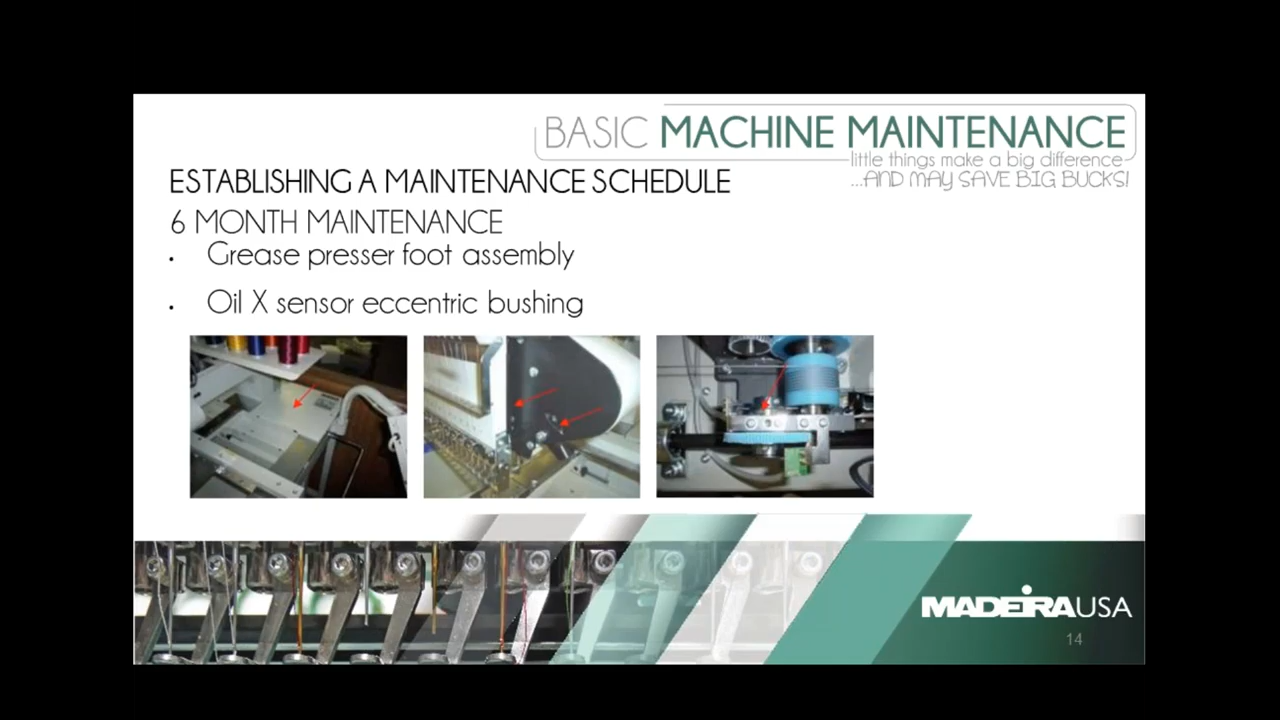 BASIC MACHINE MAINTENANCE
little things make a big difference
...AND MAY SAVE BIG BUCKS!
ESTABLISHING A MAINTENANCE SCHEDULE
6 MONTH MAINTENANCE
• Grease presser foot assembly
• Oil X sensor eccentric bushing
MADEIRA USA
14